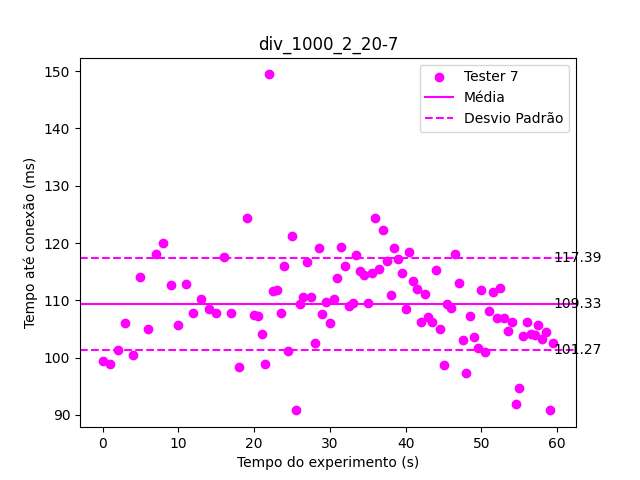 div_1000_2_20-7
Tester 7
Média
Desvio Padrão
150
140
130
120
110
100
90
117.39
109.33
101.27
Tempo até conexão (ms)
0 10 20 30 40 50 60
Tempo do experimento (s)